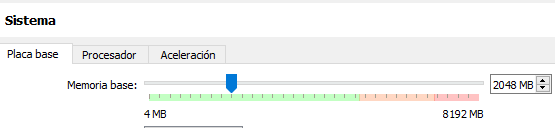 Sistema
Placa base Procesador Aceleración
Memoria base: 2048 MB
4 MB 8192 MB